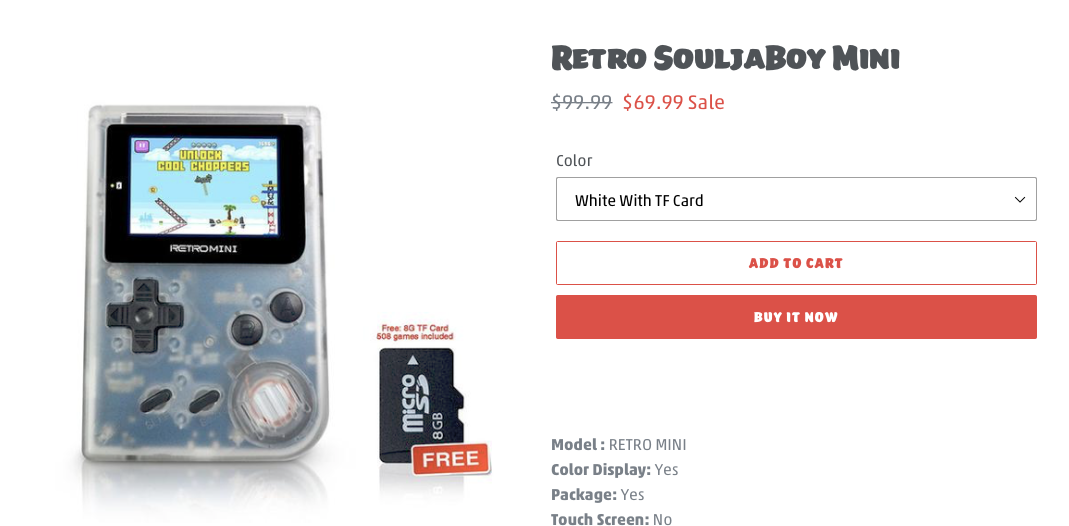 Retro SouljaBoy Mini
$99.99 $69.99 Sale
Color
White With TF Card
ADD TO CART
BUY IT NOW
UNLOCK
COOL CHOPPERS
RETROMINI
A
B
Free: 8G TF Card
508 games included
micro
SD
8GB
FREE
Model : RETRO MINI
Color Display: Yes
Package: Yes
Touch Screen: No